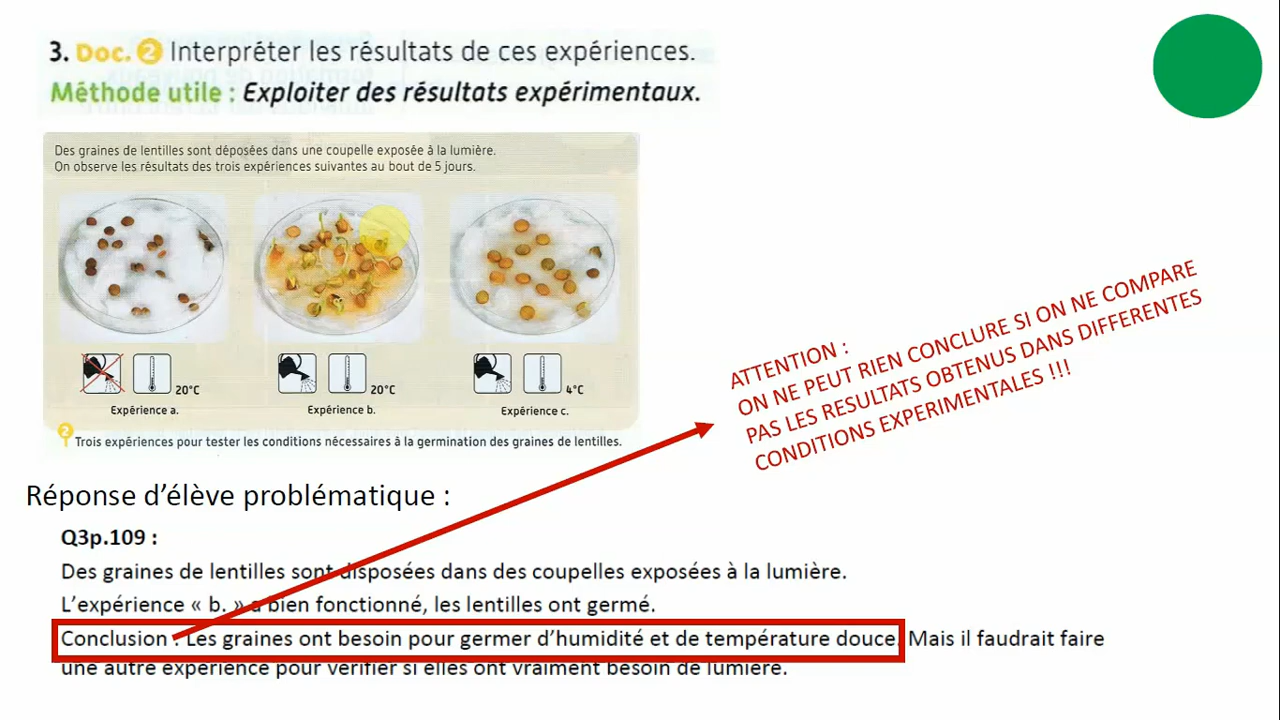 3. Doc. 2 Interpréter les résultats de ces expériences.
Méthode utile : Exploiter des résultats expérimentaux.
Des graines de lentilles sont déposées dans une coupelle exposée à la lumière.
On observe les résultats des trois expériences suivantes au bout de 5 jours.
20°C
20°C
4°C
Expérience a.
Expérience b.
Expérience c.
2 Trois expériences pour tester les conditions nécessaires à la germination des graines de lentilles.
ATTENTION :
ON NE PEUT RIEN CONCLURE SI ON NE COMPARE
PAS LES RESULTATS OBTENUS DANS DIFFERENTES
CONDITIONS EXPERIMENTALES !!!
Réponse d'élève problématique :
Q3p.109 :
Des graines de lentilles sont disposées dans des coupelles exposées à la lumière.
L'expérience « b. » a bien fonctionné, les lentilles ont germé.
Conclusion : Les graines ont besoin pour germer d'humidité et de température douce. Mais il faudrait faire
une autre expérience pour vérifier si elles ont vraiment besoin de lumière.